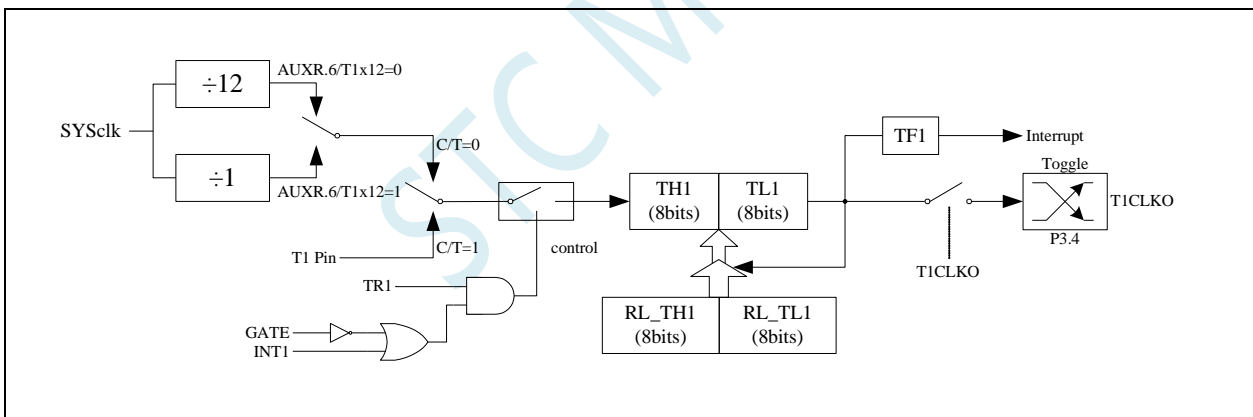 STC M
÷12
AUXR.6/T1x12=0
SYSclk
÷1
AUXR.6/T1x12=1
C/T=0
C/T=1
T1 Pin
control
TR1
GATE
INT1
TH1
(8bits)
TL1
(8bits)
RL_TH1
(8bits)
RL_TL1
(8bits)
TF1
Interrupt
T1CLKO
Toggle
T1CLKO
P3.4